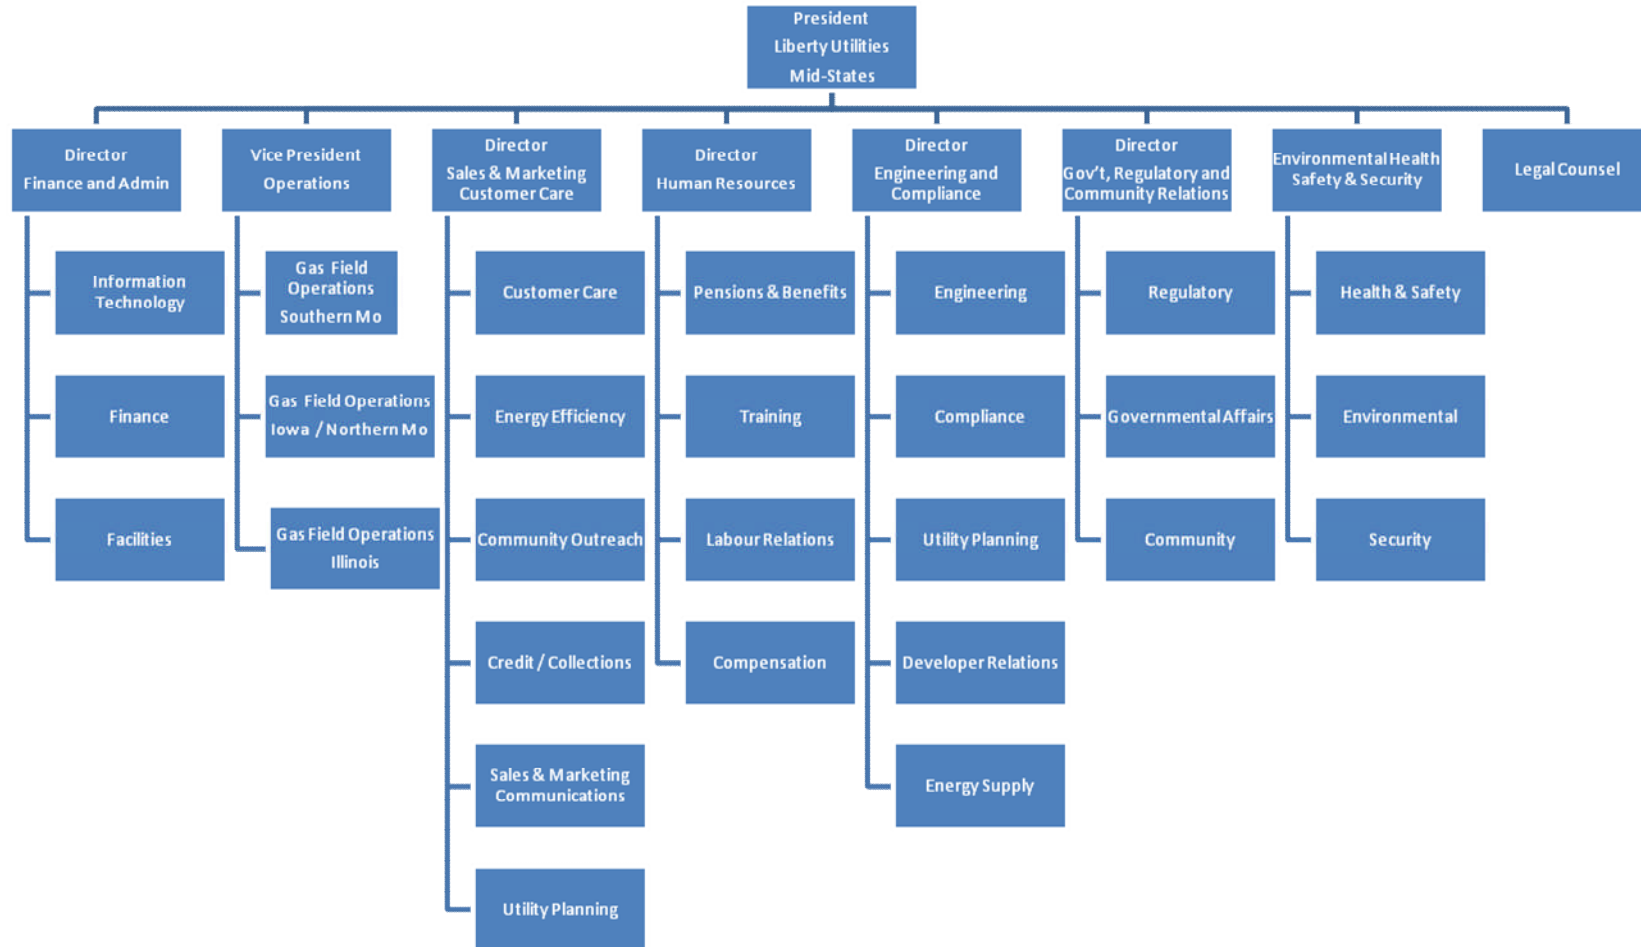 President
Liberty Utilities
Mid-States
Director
Finance and Admin
Vice President
Operations
Director
Sales & Marketing
Customer Care
Director
Human Resources
Director
Engineering and
Compliance
Director
Gov't, Regulatory and
Community Relations
Environmental Health
Safety & Security
Legal Counsel
Information
Technology
Finance
Facilities
Gas Field
Operations
Southern Mo
Gas Field Operations
Iowa / Northern Mo
Gas Field Operations
Illinois
Customer Care
Energy Efficiency
Community Outreach
Credit / Collections
Sales & Marketing
Communications
Utility Planning
Pensions & Benefits
Training
Labour Relations
Compensation
Engineering
Compliance
Utility Planning
Developer Relations
Energy Supply
Regulatory
Governmental Affairs
Community
Health & Safety
Environmental
Security